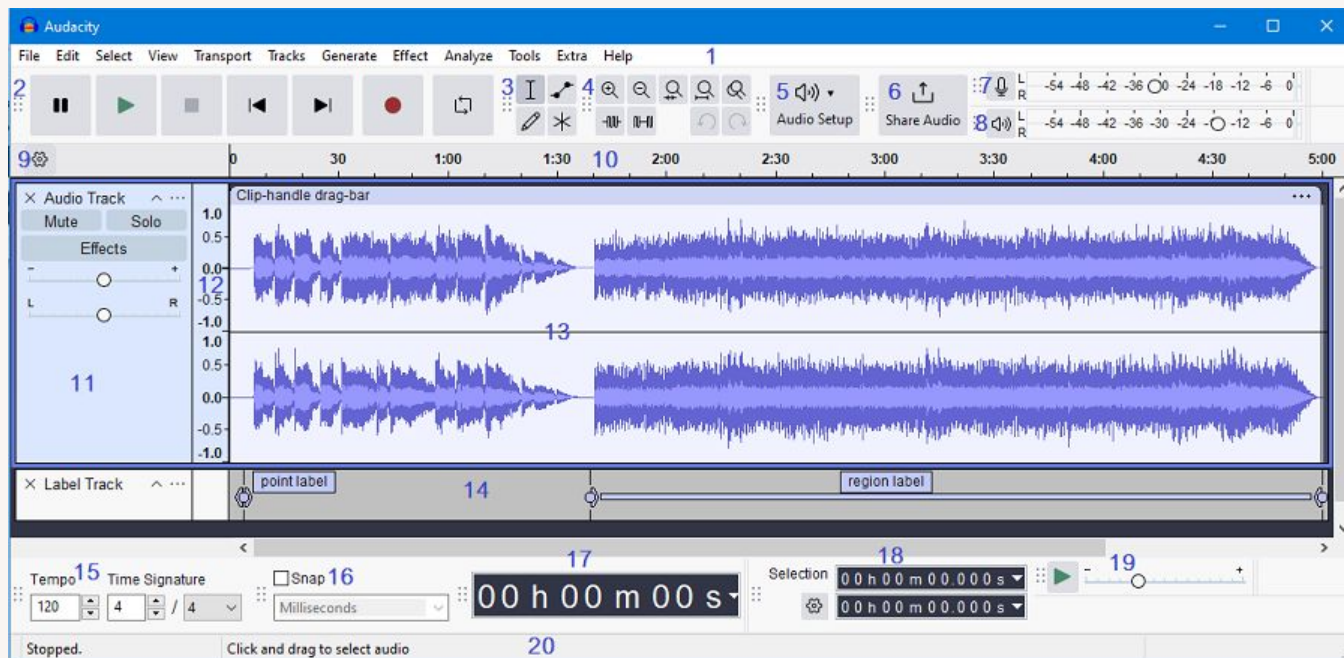 Audacity
File Edit Select View Transport Tracks Generate Effect Analyze Tools Extra Help 1
2 3 4 5 6 7 L -54 -48 -42 -36 0 -24 -18 -12 -6 0
R
Audio Setup Share Audio 8 L -54 -48 -42 -36 -30 -24 - -12 -6 0
R
9 0 30 1:00 1:30 10 2:00 2:30 3:00 3:30 4:00 4:30 5:00
Audio Track Clip-handle drag-bar
Mute Solo 1.0
0.5
Effects
- + 0.0
12
L R -0.5
-1.0
13
1.0
0.5
11
0.0
-0.5
-1.0
Label Track point label 14 region label
17 18 19
Tempo 15 Time Signature Snap 16 Selection 00 h 00 m 00.000 s - +
120 4 / 4 Milliseconds 00 h 00 m 00 s 00 h 00 m 00.000 s
Stopped. Click and drag to select audio 20